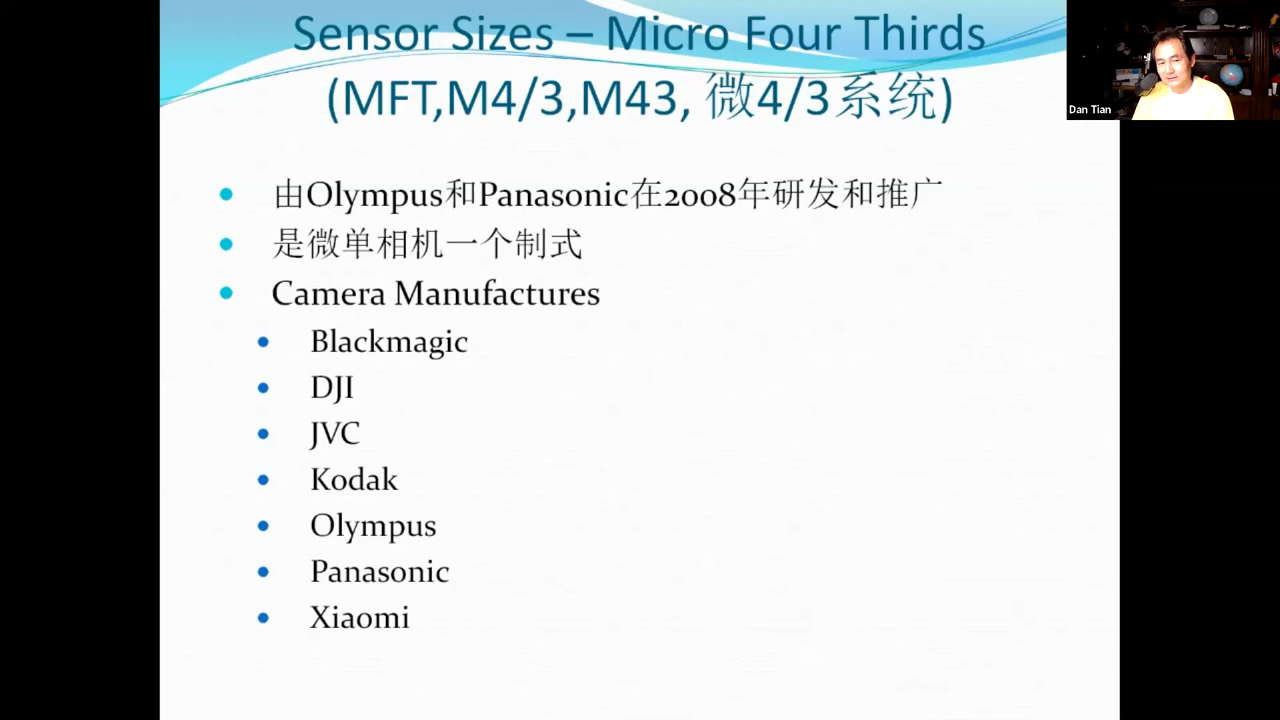 Sensor Sizes – Micro Four Thirds
(MFT,M4/3,M43, 微4/3系统)
Dan Tian
• 由Olympus和Panasonic在2008年研发和推广
• 是微单相机一个制式
• Camera Manufactures
• Blackmagic
• DJI
• JVC
• Kodak
• Olympus
• Panasonic
• Xiaomi